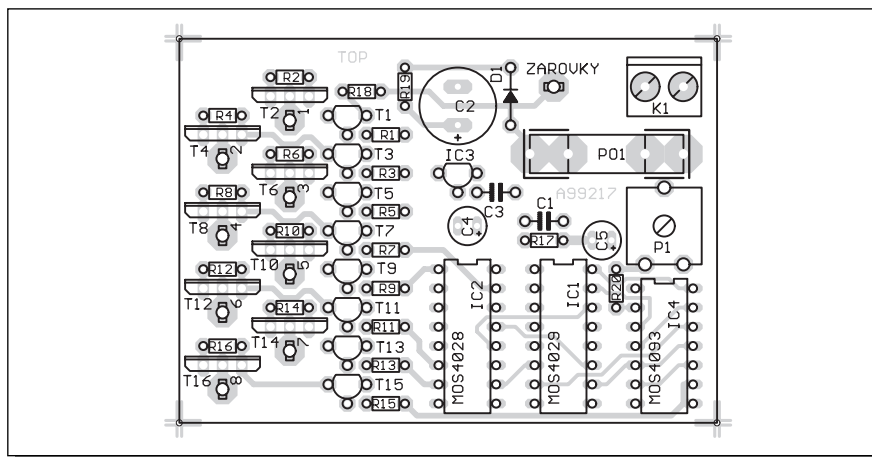 TOP
D1
ZAROVKY
R2
R18
R19
C2
K1
T2
1
T1
R4
R1
T4
2
R6
T3
IC3
PO1
R3
T6
3
R8
T5
C3
A99217
C1
R5
C4
T8
4
R10
T7
R17
C5
P1
R7
T10
5
R12
T9
R9
IC2
IC1
R20
IC4
T12
6
R14
T11
R11
T14
7
R16
T13
R13
MOS4028
MOS4029
MOS4093
T16
8
T15
R15